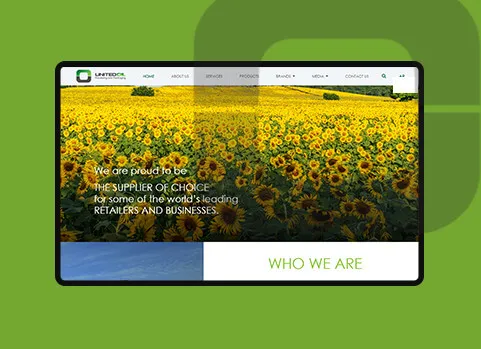 UNITEDOIL
HOME ABOUT US SERVICES PRODUCTS BRANDS MEDIA CONTACT US
We are proud to be
THE SUPPLIER OF CHOICE
for some of the world's leading
RETAILERS AND BUSINESSES.
WHO WE ARE